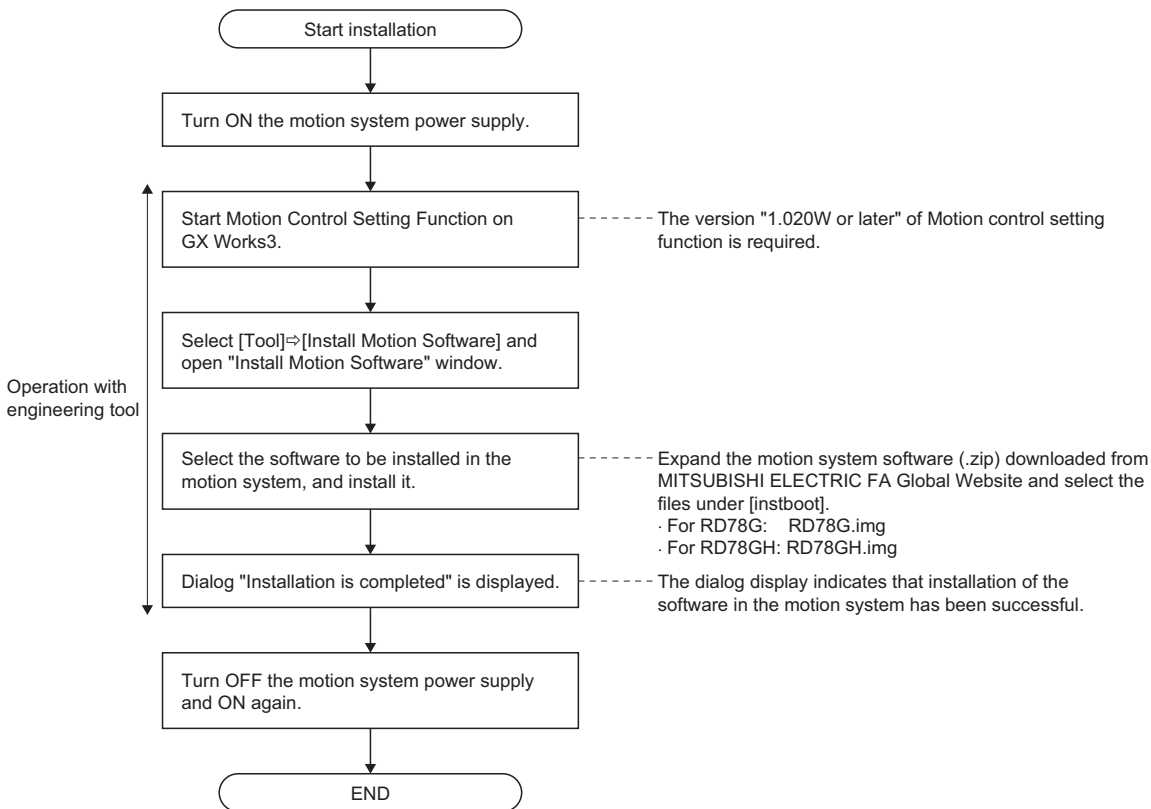 Start installation
Turn ON the motion system power supply.
Start Motion Control Setting Function on
GX Works3.
The version "1.020W or later" of Motion control setting
function is required.
Select [Tool]⇨[Install Motion Software] and
open "Install Motion Software" window.
Operation with
engineering tool
Select the software to be installed in the
motion system, and install it.
Expand the motion system software (.zip) downloaded from
MITSUBISHI ELECTRIC FA Global Website and select the
files under [instboot].
· For RD78G: RD78G.img
· For RD78GH: RD78GH.img
Dialog "Installation is completed" is displayed.
The dialog display indicates that installation of the
software in the motion system has been successful.
Turn OFF the motion system power supply
and ON again.
END